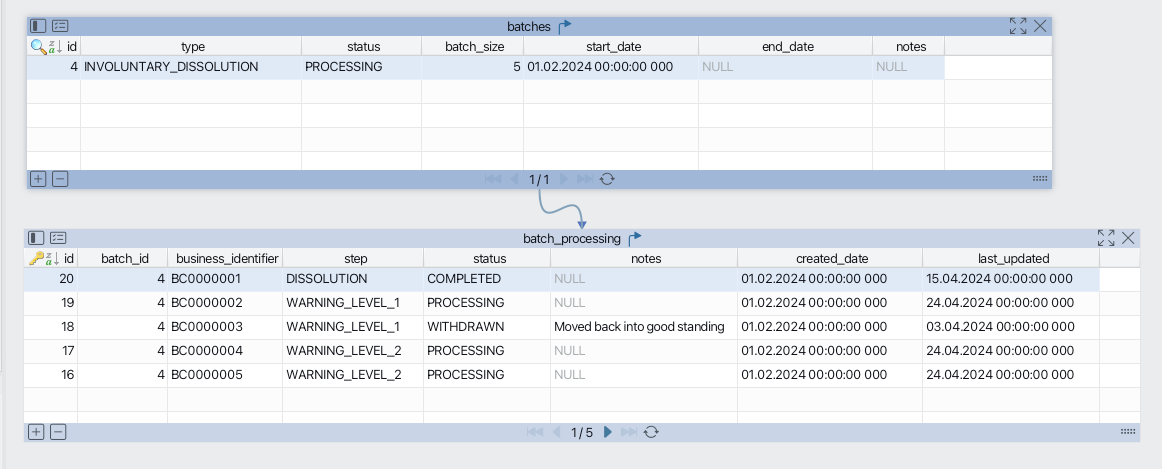 batches
id type status batch_size start_date end_date notes
4 INVOLUNTARY_DISSOLUTION PROCESSING 5 01.02.2024 00:00:00 000 NULL NULL
1/1
batch_processing
id batch_id business_identifier step status notes created_date last_updated
20 4 BC0000001 DISSOLUTION COMPLETED NULL 01.02.2024 00:00:00 000 15.04.2024 00:00:00 000
19 4 BC0000002 WARNING_LEVEL_1 PROCESSING NULL 01.02.2024 00:00:00 000 24.04.2024 00:00:00 000
18 4 BC0000003 WARNING_LEVEL_1 WITHDRAWN Moved back into good standing 01.02.2024 00:00:00 000 03.04.2024 00:00:00 000
17 4 BC0000004 WARNING_LEVEL_2 PROCESSING NULL 01.02.2024 00:00:00 000 24.04.2024 00:00:00 000
16 4 BC0000005 WARNING_LEVEL_2 PROCESSING NULL 01.02.2024 00:00:00 000 24.04.2024 00:00:00 000
1/5